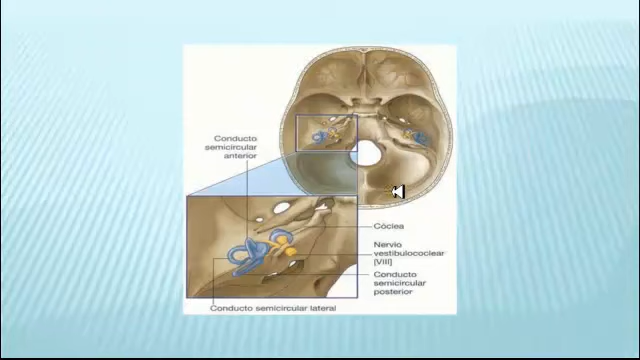 Conducto
semicircular
anterior
Cóclea
Nervio
vestibulococlear
[VIII]
Conducto
semicircular
posterior
Conducto semicircular lateral